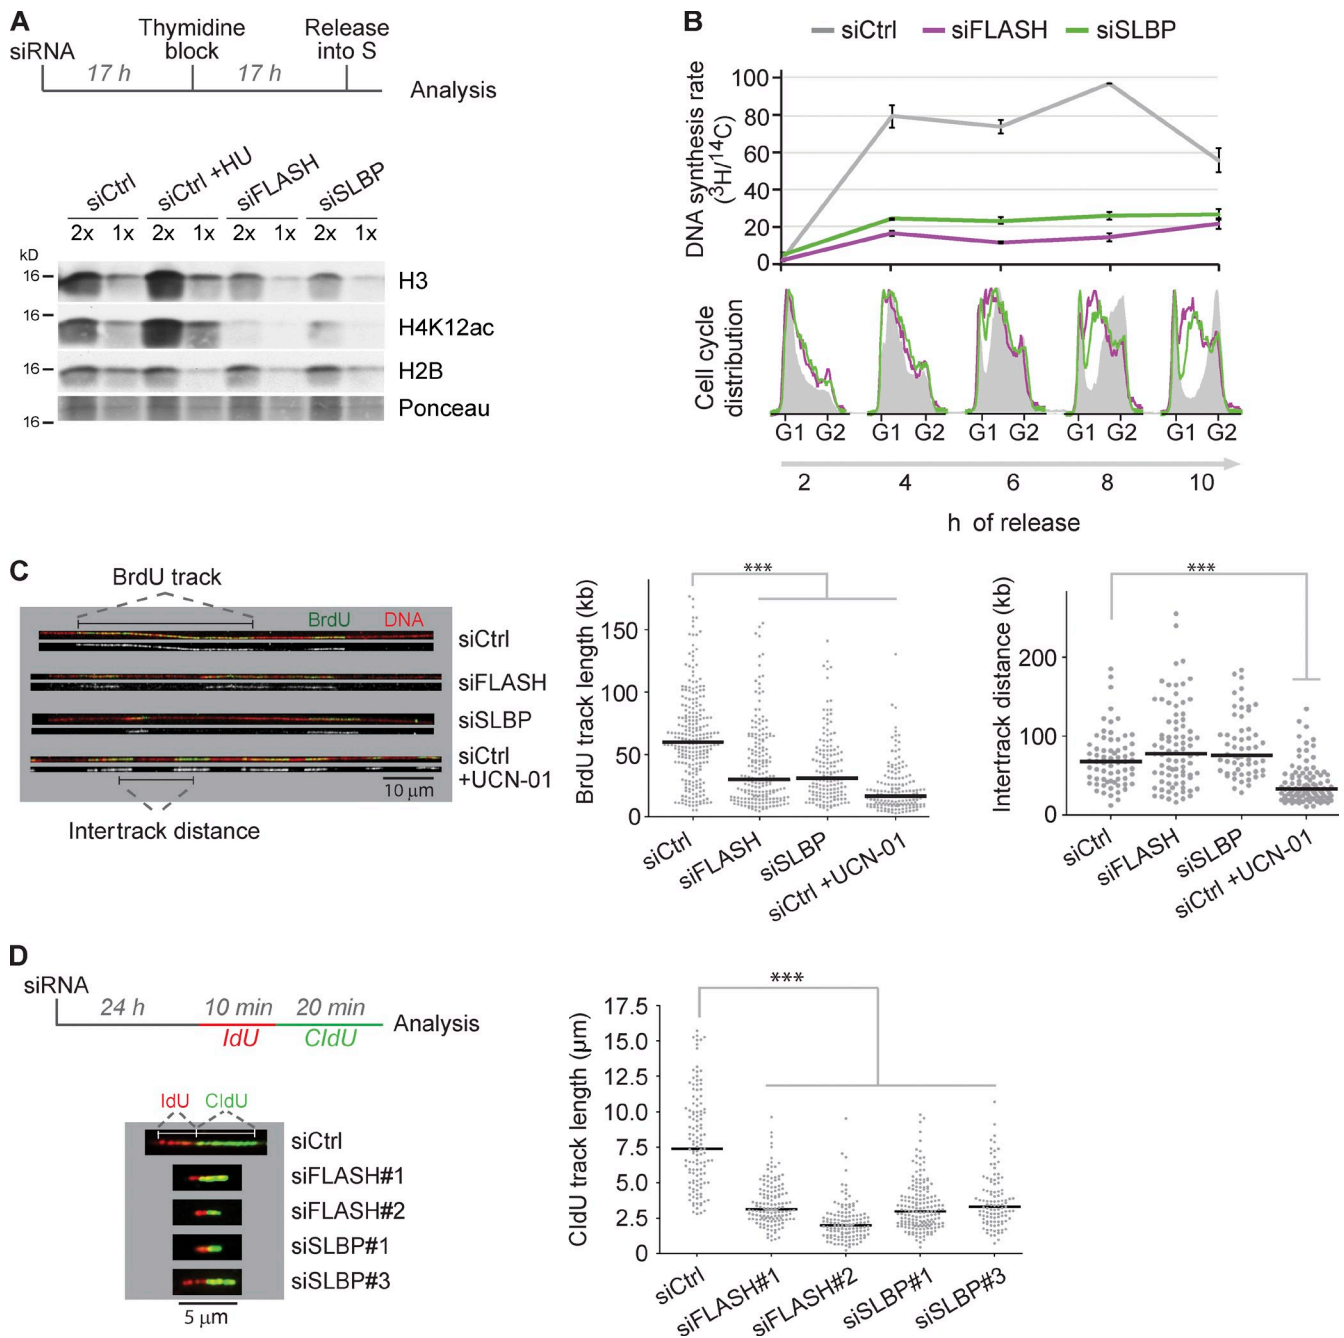 A
siRNA
Thymidine
block
Release
into S
17 h
17 h
Analysis
siCtrl
siCtrl +HU
siFLASH
siSLBP
2x 1x 2x 1x 2x 1x 2x 1x
kD
16
H3
16
H4K12ac
16
H2B
16
Ponceau
B
siCtrl siFLASH siSLBP
DNA synthesis rate
(³H/¹⁴C)
100
80
60
40
20
0
Cell cycle
distribution
G1 G2 G1 G2 G1 G2 G1 G2 G1 G2
2 4 6 8 10
h of release
C
BrdU track
BrdU DNA
siCtrl
siFLASH
siSLBP
siCtrl
+UCN-01
10 μm
Intertrack distance
***
BrdU track length (kb)
150
100
50
0
siCtrl
siFLASH
siSLBP
siCtrl +UCN-01
***
Intertrack distance (kb)
200
100
0
siCtrl
siFLASH
siSLBP
siCtrl +UCN-01
D
siRNA
24 h
10 min
20 min
IdU
CldU
Analysis
IdU CldU
siCtrl
siFLASH#1
siFLASH#2
siSLBP#1
siSLBP#3
5 μm
***
CldU track length (μm)
17.5
15.0
12.5
10.0
7.5
5.0
2.5
0
siCtrl
siFLASH#1
siFLASH#2
siSLBP#1
siSLBP#3